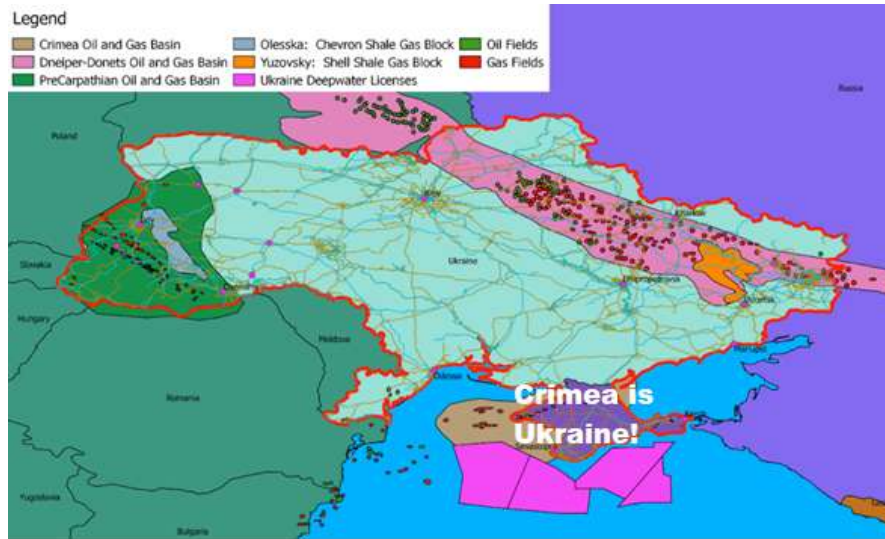 Legend
Crimea Oil and Gas Basin
Dneiper-Donets Oil and Gas Basin
PreCarpathian Oil and Gas Basin
Olesska: Chevron Shale Gas Block
Yuzovsky: Shell Shale Gas Block
Ukraine Deepwater Licenses
Oil Fields
Gas Fields
Russia
Poland
Kiev
Kharkov
Slovakia
Ukraine
Hungary
Moldova
Mariupol
Odessa
Romania
Crimea is
Ukraine!
Yugoslavia
Bulgaria